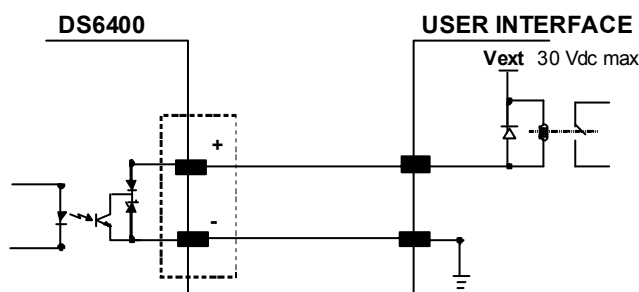 DS6400
USER INTERFACE
Vext 30 Vdc max
+
-